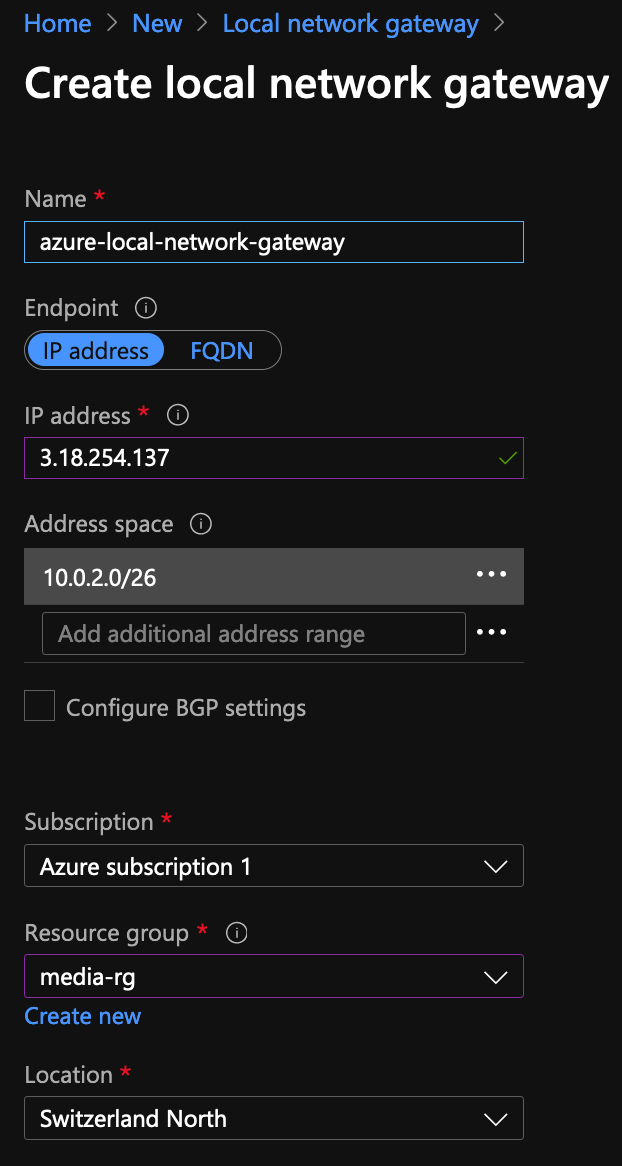 Home > New > Local network gateway >
Create local network gateway
Name *
azure-local-network-gateway
Endpoint
IP address FQDN
IP address *
3.18.254.137
Address space
10.0.2.0/26
Add additional address range
Configure BGP settings
Subscription *
Azure subscription 1
Resource group *
media-rg
Create new
Location *
Switzerland North